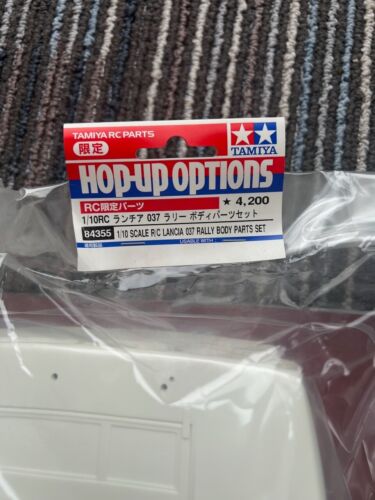 TAMIYA RC PARTS
限定
TAMIYA
HOP-UP OPTIONS
RC限定パーツ
★ 4,200
1/10RC ランチア 037 ラリー ボディパーツセット
84355
1/10 SCALE R/C LANCIA 037 RALLY BODY PARTS SET
USABLE WITH